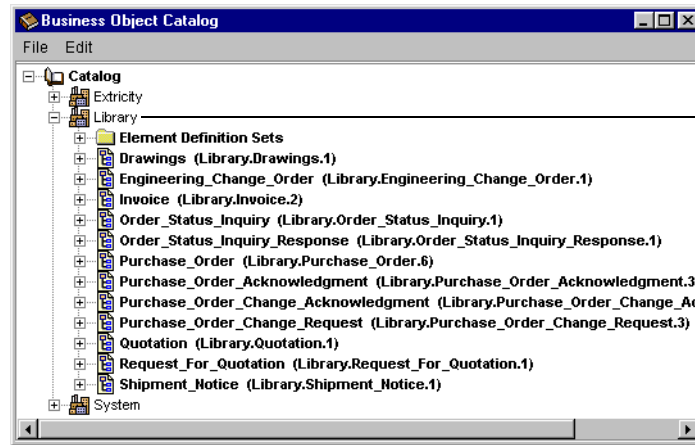 Business Object Catalog
File Edit
Catalog
Extricity
Library
Element Definition Sets
Drawings (Library.Drawings.1)
Engineering_Change_Order (Library.Engineering_Change_Order.1)
Invoice (Library.Invoice.2)
Order_Status_Inquiry (Library.Order_Status_Inquiry.1)
Order_Status_Inquiry_Response (Library.Order_Status_Inquiry_Response.1)
Purchase_Order (Library.Purchase_Order.6)
Purchase_Order_Acknowledgment (Library.Purchase_Order_Acknowledgment.3
Purchase_Order_Change_Acknowledgment (Library.Purchase_Order_Change_Ac
Purchase_Order_Change_Request (Library.Purchase_Order_Change_Request.3)
Quotation (Library.Quotation.1)
Request_For_Quotation (Library.Request_For_Quotation.1)
Shipment_Notice (Library.Shipment_Notice.1)
System